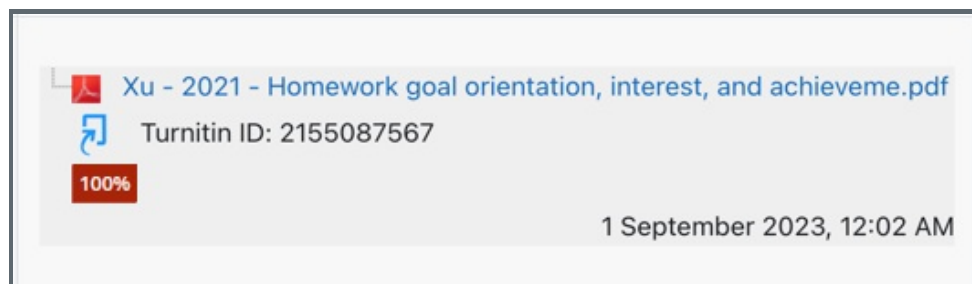 Xu - 2021 - Homework goal orientation, interest, and achieveme.pdf
Turnitin ID: 2155087567
100%
1 September 2023, 12:02 AM